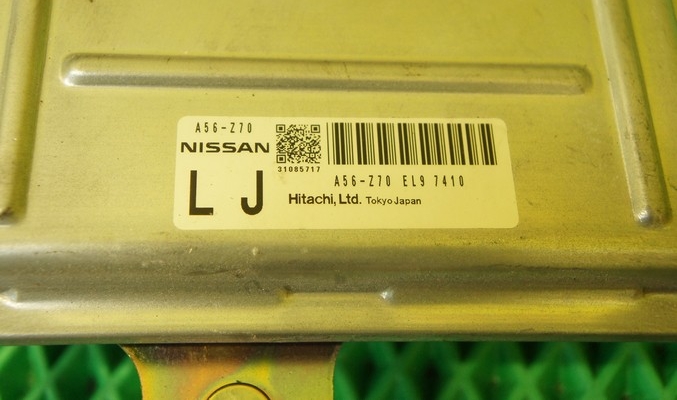 A56-Z70
NISSAN
31085717
A56-Z70 EL9 7410
L J
Hitachi, Ltd. Tokyo Japan